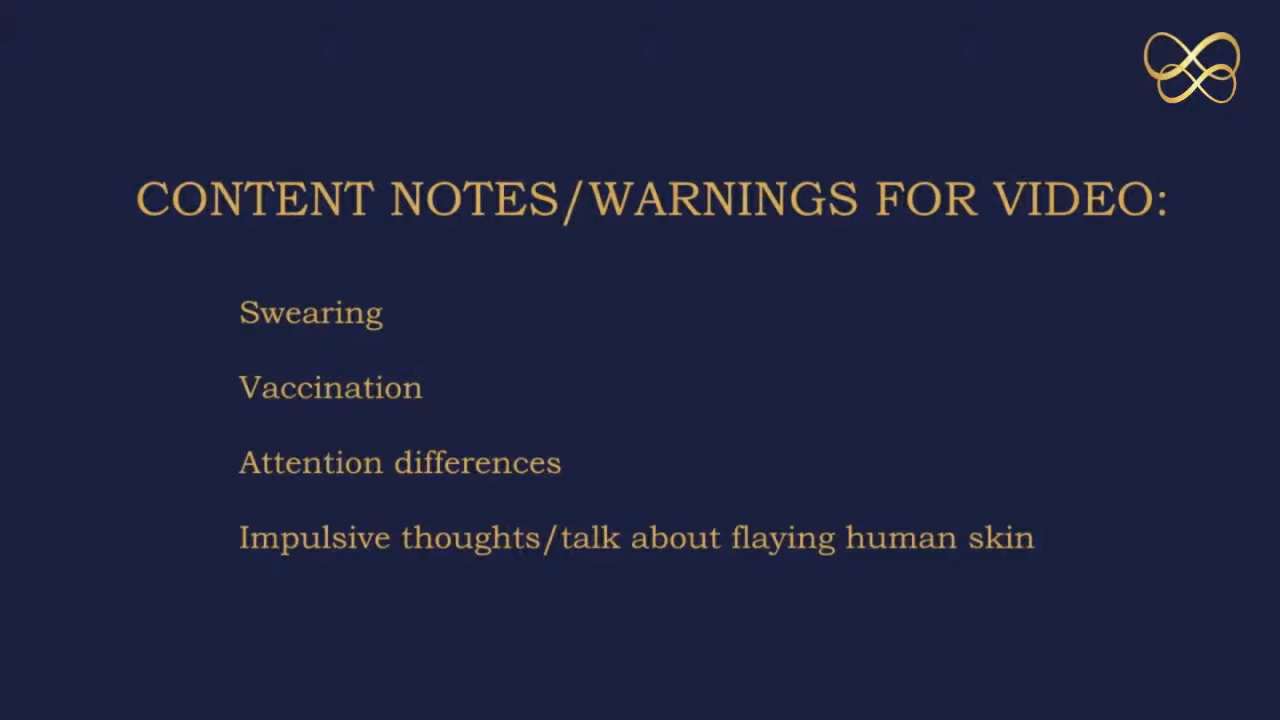 CONTENT NOTES/WARNINGS FOR VIDEO:
Swearing
Vaccination
Attention differences
Impulsive thoughts/talk about flaying human skin